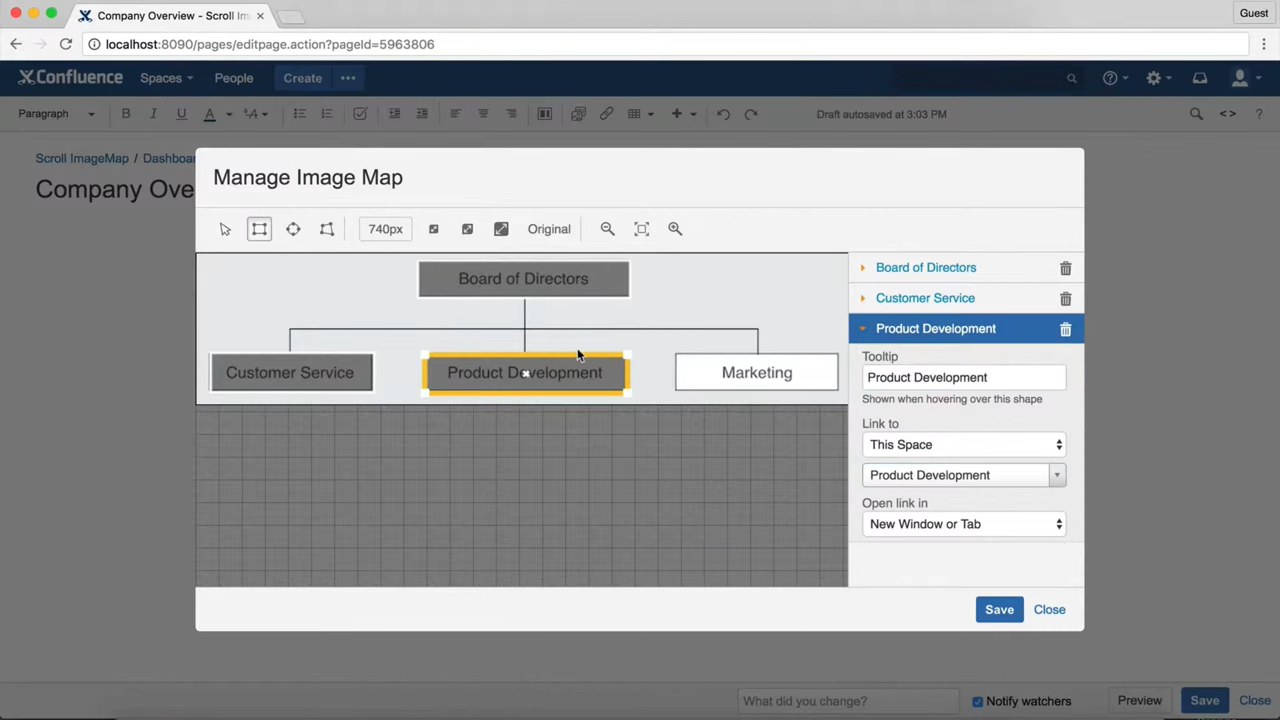 Company Overview - Scroll Im
Guest
localhost:8090/pages/editpage.action?pageId=5963806
Confluence
Spaces
People
Create
Paragraph
B I U A
Draft autosaved at 3:03 PM
Scroll ImageMap / Dashboa
Company Ove
Manage Image Map
740px
Original
Board of Directors
Customer Service
Product Development
Marketing
Board of Directors
Customer Service
Product Development
Tooltip
Product Development
Shown when hovering over this shape
Link to
This Space
Product Development
Open link in
New Window or Tab
Save
Close
What did you change?
Notify watchers
Preview
Save
Close